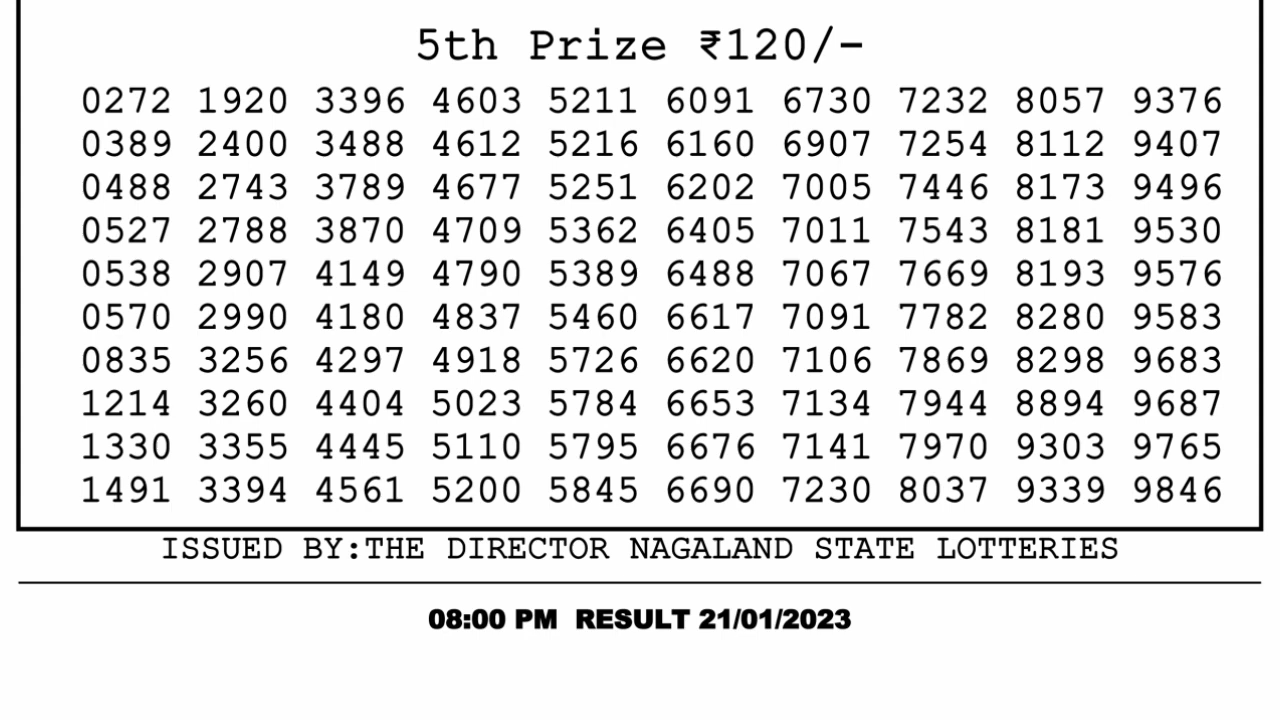 5th Prize ₹120/-
0272 1920 3396 4603 5211 6091 6730 7232 8057 9376
0389 2400 3488 4612 5216 6160 6907 7254 8112 9407
0488 2743 3789 4677 5251 6202 7005 7446 8173 9496
0527 2788 3870 4709 5362 6405 7011 7543 8181 9530
0538 2907 4149 4790 5389 6488 7067 7669 8193 9576
0570 2990 4180 4837 5460 6617 7091 7782 8280 9583
0835 3256 4297 4918 5726 6620 7106 7869 8298 9683
1214 3260 4404 5023 5784 6653 7134 7944 8894 9687
1330 3355 4445 5110 5795 6676 7141 7970 9303 9765
1491 3394 4561 5200 5845 6690 7230 8037 9339 9846
ISSUED BY:THE DIRECTOR NAGALAND STATE LOTTERIES
08:00 PM RESULT 21/01/2023